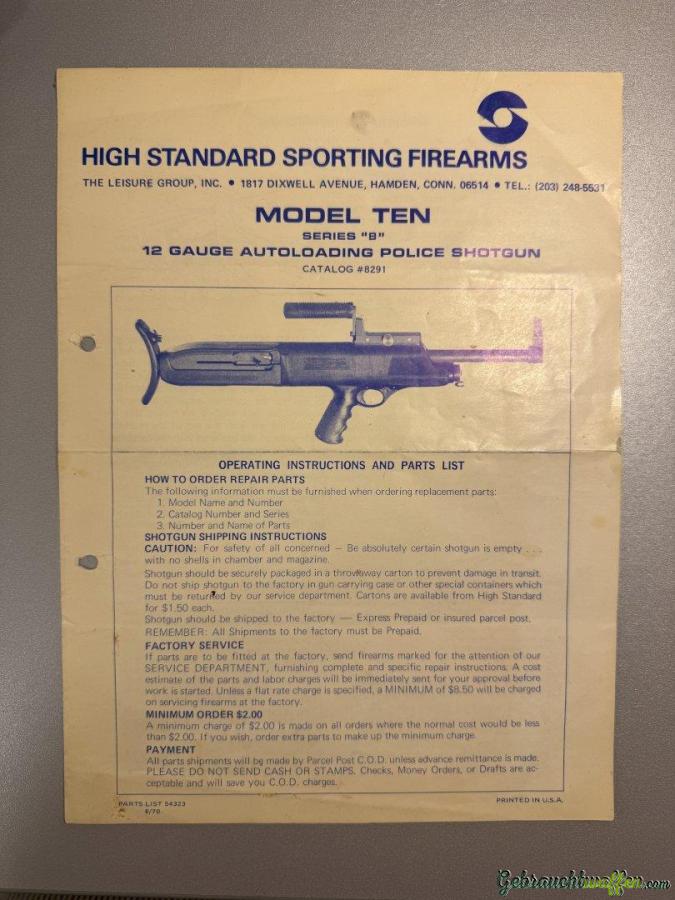 HIGH STANDARD SPORTING FIREARMS
THE LEISURE GROUP, INC. • 1817 DIXWELL AVENUE, HAMDEN, CONN. 06514 • TEL.: (203) 248-5531
MODEL TEN
SERIES "B"
12 GAUGE AUTOLOADING POLICE SHOTGUN
CATALOG #8291
OPERATING INSTRUCTIONS AND PARTS LIST
HOW TO ORDER REPAIR PARTS
The following information must be furnished when ordering replacement parts:
1. Model Name and Number
2. Catalog Number and Series
3. Number and Name of Parts
SHOTGUN SHIPPING INSTRUCTIONS
CAUTION: For safety of all concerned – Be absolutely certain shotgun is empty . . .
with no shells in chamber and magazine.
Shotgun should be securely packaged in a throwaway carton to prevent damage in transit.
Do not ship shotgun to the factory in gun carrying case or other special containers which
must be returned by our service department. Cartons are available from High Standard
for $1.50 each.
Shotgun should be shipped to the factory — Express Prepaid or insured parcel post.
REMEMBER: All Shipments to the factory must be Prepaid.
FACTORY SERVICE
If parts are to be fitted at the factory, send firearms marked for the attention of our
SERVICE DEPARTMENT, furnishing complete and specific repair instructions. A cost
estimate of the parts and labor charges will be immediately sent for your approval before
work is started. Unless a flat rate charge is specified, a MINIMUM of $8.50 will be charged
on servicing firearms at the factory.
MINIMUM ORDER $2.00
A minimum charge of $2.00 is made on all orders where the normal cost would be less
than $2.00. If you wish, order extra parts to make up the minimum charge.
PAYMENT
All parts shipments will be made by Parcel Post C.O.D. unless advance remittance is made.
PLEASE DO NOT SEND CASH OR STAMPS. Checks, Money Orders, or Drafts are ac-
ceptable and will save you C.O.D. charges.
PARTS LIST 54323
6/70
PRINTED IN U.S.A.
Gebrauchtwaffen.com